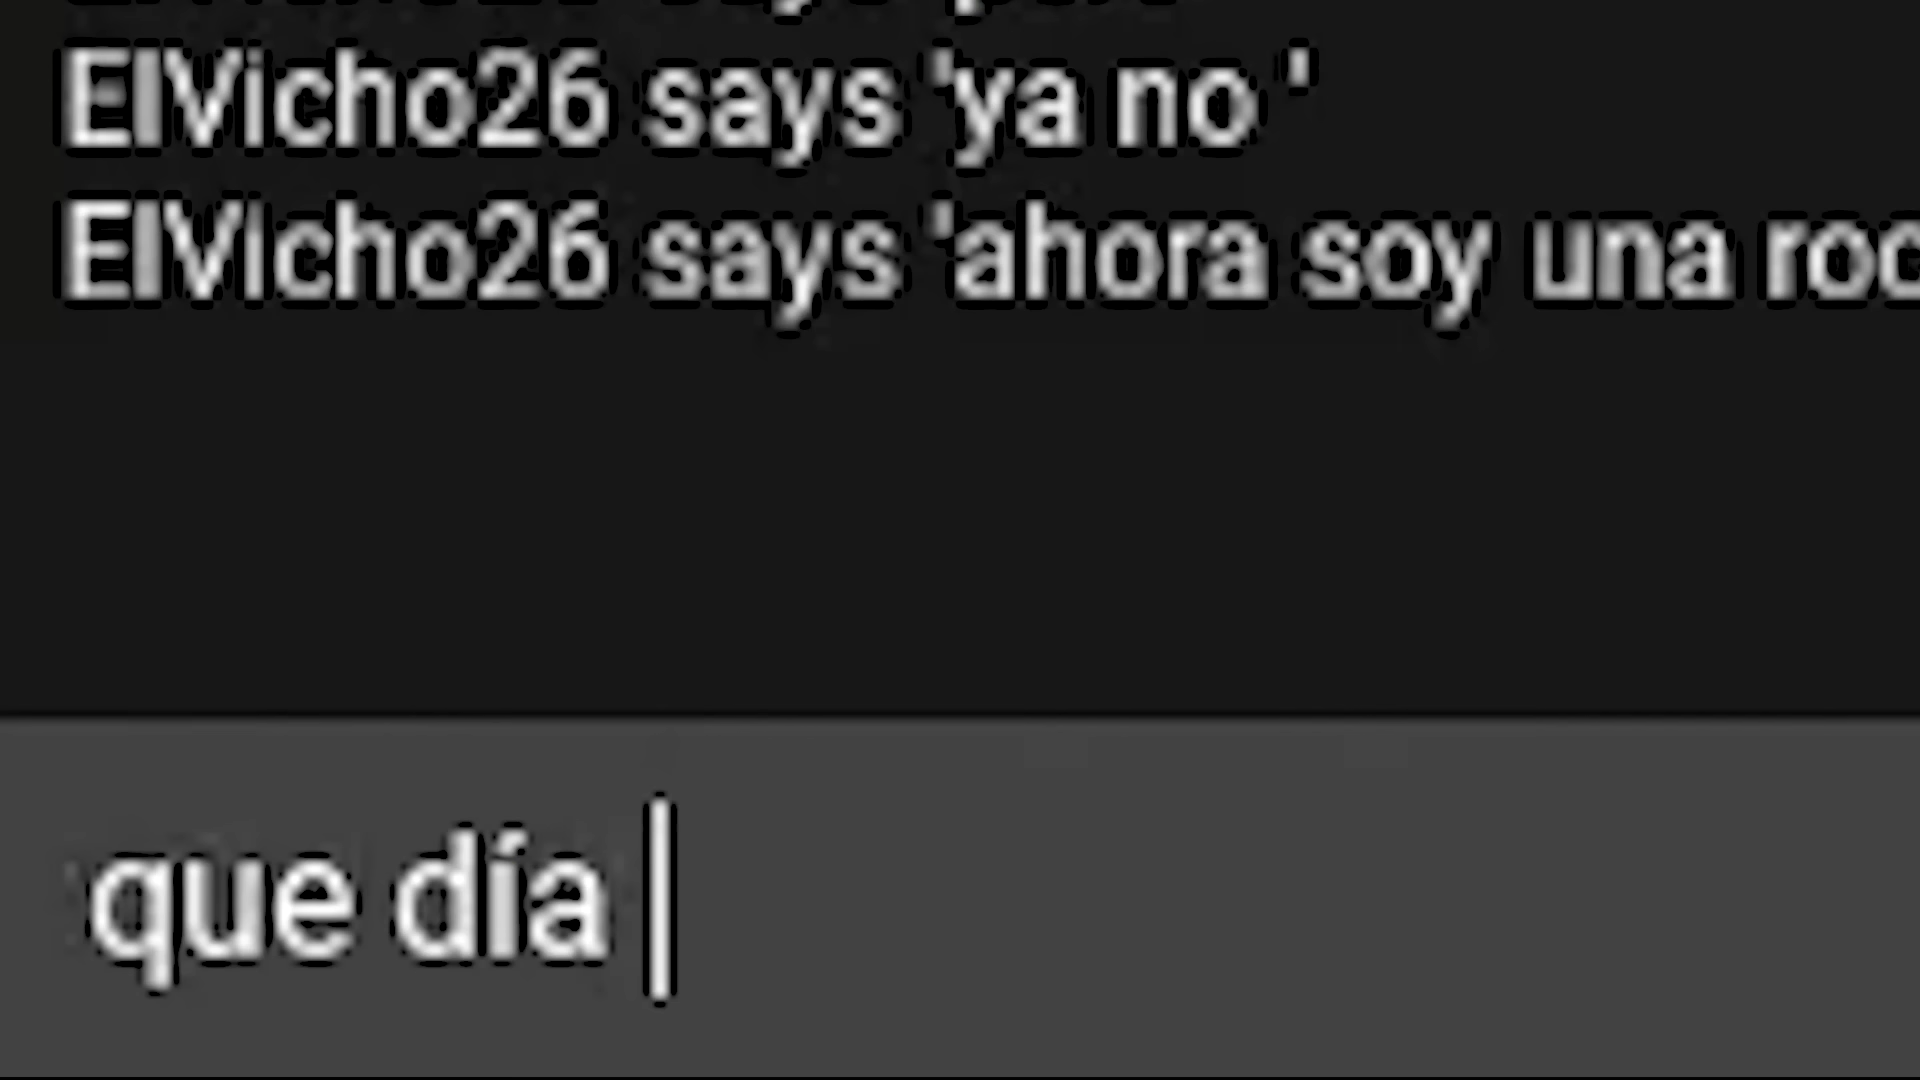 ElVicho26 says 'ya no '
ElVicho26 says 'ahora soy una
que día